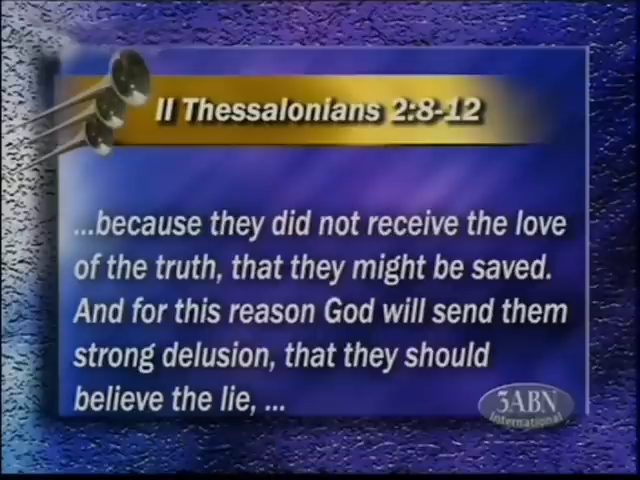 II Thessalonians 2:8-12
...because they did not receive the love
of the truth, that they might be saved.
And for this reason God will send them
strong delusion, that they should
believe the lie, ...
3ABN
International